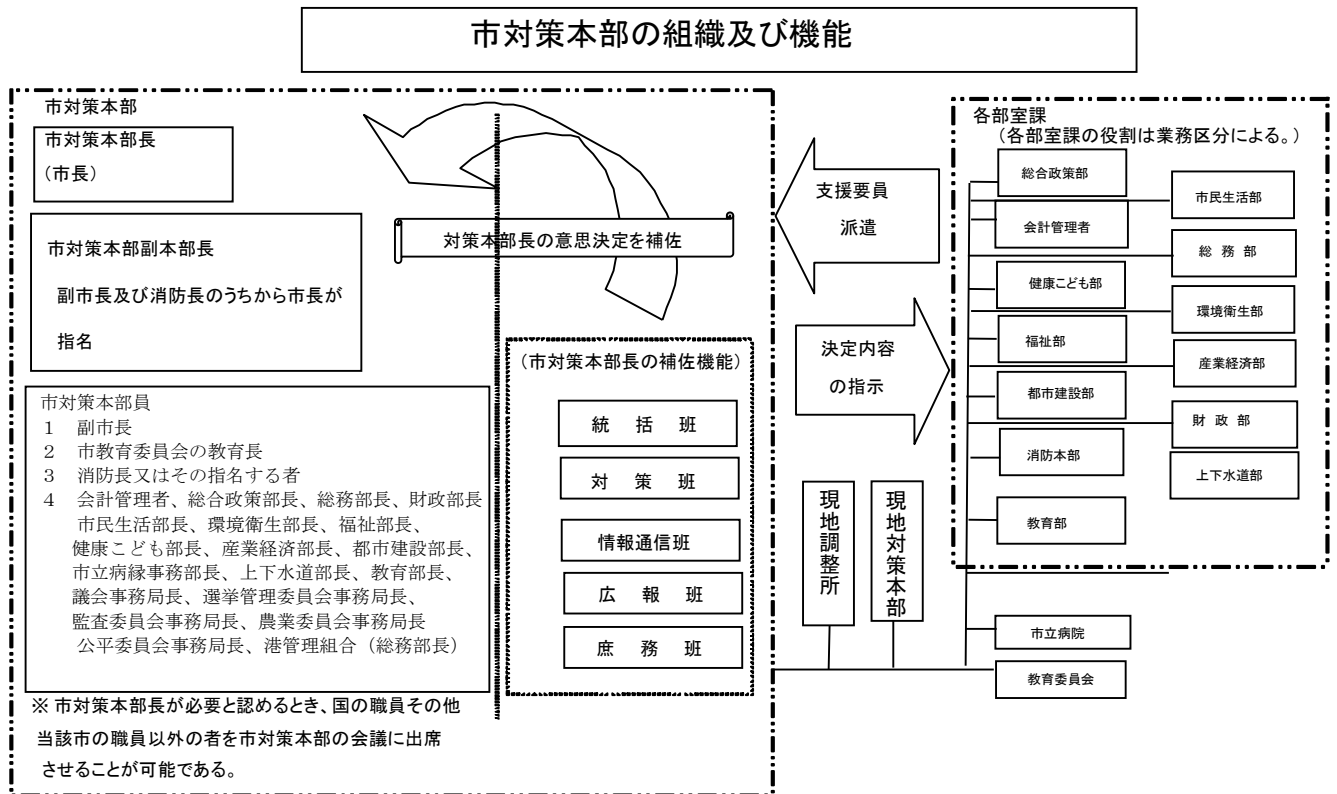 市対策本部の組織及び機能
市対策本部
市対策本部長
(市長)
市対策本部副本部長
副市長及び消防長のうちから市長が
指名
市対策本部員
1 副市長
2 市教育委員会の教育長
3 消防長又はその指名する者
4 会計管理者、総合政策部長、総務部長、財政部長
市民生活部長、環境衛生部長、福祉部長、
健康こども部長、産業経済部長、都市建設部長、
市立病縁事務部長、上下水道部長、教育部長、
議会事務局長、選挙管理委員会事務局長、
監査委員会事務局長、農業委員会事務局長
公平委員会事務局長、港管理組合(総務部長)
※ 市対策本部長が必要と認めるとき、国の職員その他
当該市の職員以外の者を市対策本部の会議に出席
させることが可能である。
対策本部長の意思決定を補佐
(市対策本部長の補佐機能)
統 括 班
対 策 班
情報通信班
広 報 班
庶 務 班
支援要員
派遣
決定内容
の指示
現地調整所
現地対策本部
各部室課
(各部室課の役割は業務区分による。)
総合政策部
市民生活部
会計管理者
総 務 部
健康こども部
環境衛生部
福祉部
産業経済部
都市建設部
財 政 部
消防本部
上下水道部
教育部
市立病院
教育委員会